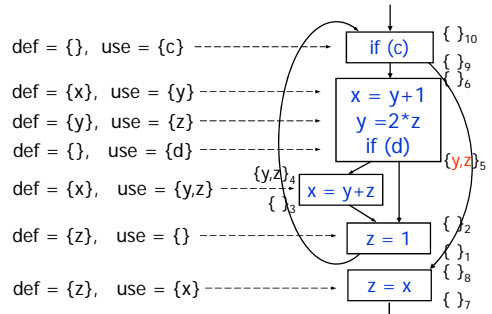 def = {}, use = {c}
if (c)
{ }10
{ }9
{ }6
def = {x}, use = {y}
x = y+1
def = {y}, use = {z}
y =2*z
def = {}, use = {d}
if (d)
{y,z}5
{y,z}4
def = {x}, use = {y,z}
x = y+z
{ }3
{ }2
def = {z}, use = {}
z = 1
{ }1
{ }8
def = {z}, use = {x}
z = x
{ }7